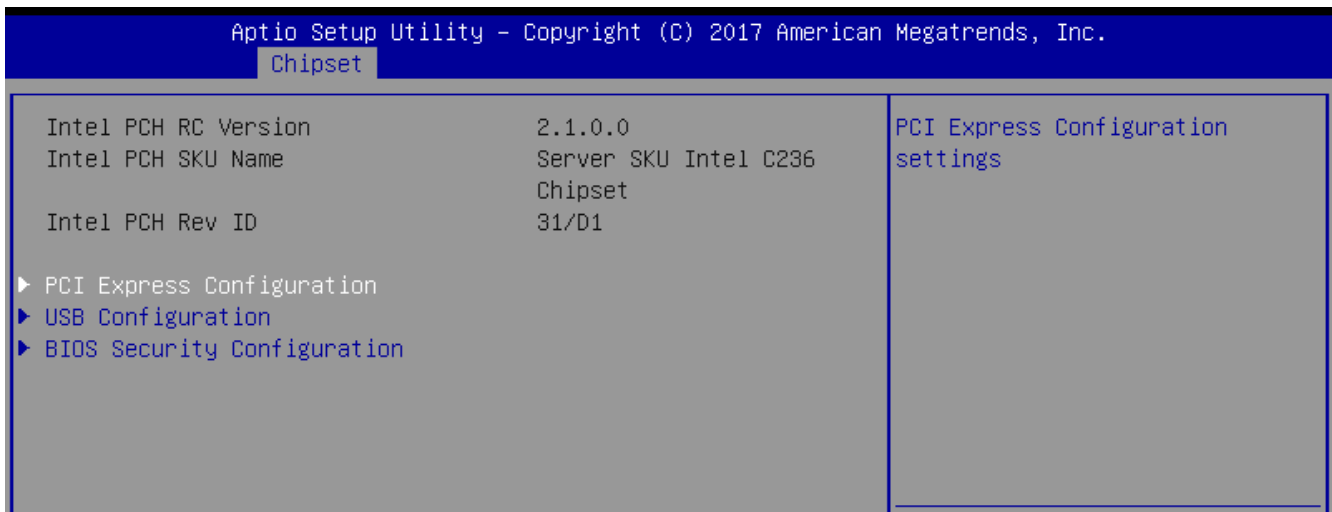 Aptio Setup Utility – Copyright (C) 2017 American Megatrends, Inc.
Chipset
Intel PCH RC Version 2.1.0.0
Intel PCH SKU Name Server SKU Intel C236
Chipset
Intel PCH Rev ID 31/D1
PCI Express Configuration
USB Configuration
BIOS Security Configuration
PCI Express Configuration
settings